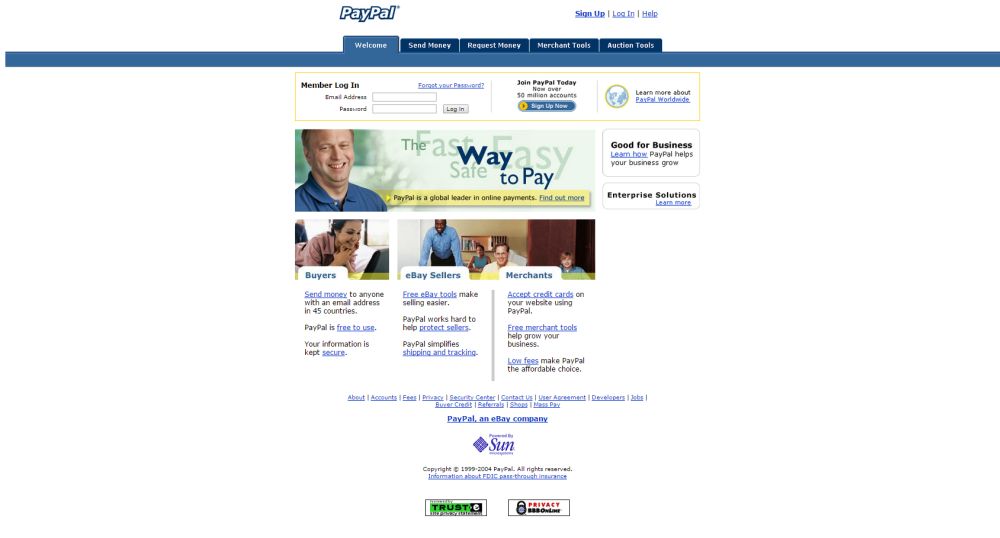 PayPal®
Sign Up | Log In | Help
Welcome
Send Money
Request Money
Merchant Tools
Auction Tools
Member Log In
Forgot your Password?
Email Address
Password
Log In
Join PayPal Today
Now over
50 million accounts
Sign Up Now
Learn more about
PayPal Worldwide
The Fast Easy
Safe Way
to Pay
PayPal is a global leader in online payments. Find out more
Good for Business
Learn how PayPal helps
your business grow
Enterprise Solutions
Learn more
Buyers
Send money to anyone
with an email address
in 45 countries.
PayPal is free to use.
Your information is
kept secure.
eBay Sellers
Free eBay tools make
selling easier.
PayPal works hard to
help protect sellers.
PayPal simplifies
shipping and tracking.
Merchants
Accept credit cards on
your website using
PayPal.
Free merchant tools
help grow your
business.
Low fees make PayPal
the affordable choice.
About | Accounts | Fees | Privacy | Security Center | Contact Us | User Agreement | Developers | Jobs |
Buyer Credit | Referrals | Shops | Mass Pay
PayPal, an eBay company
Powered By
Sun
Copyright © 1999-2004 PayPal. All rights reserved.
Information about FDIC pass-through insurance
TRUSTe
PRIVACY
BBBOnLine